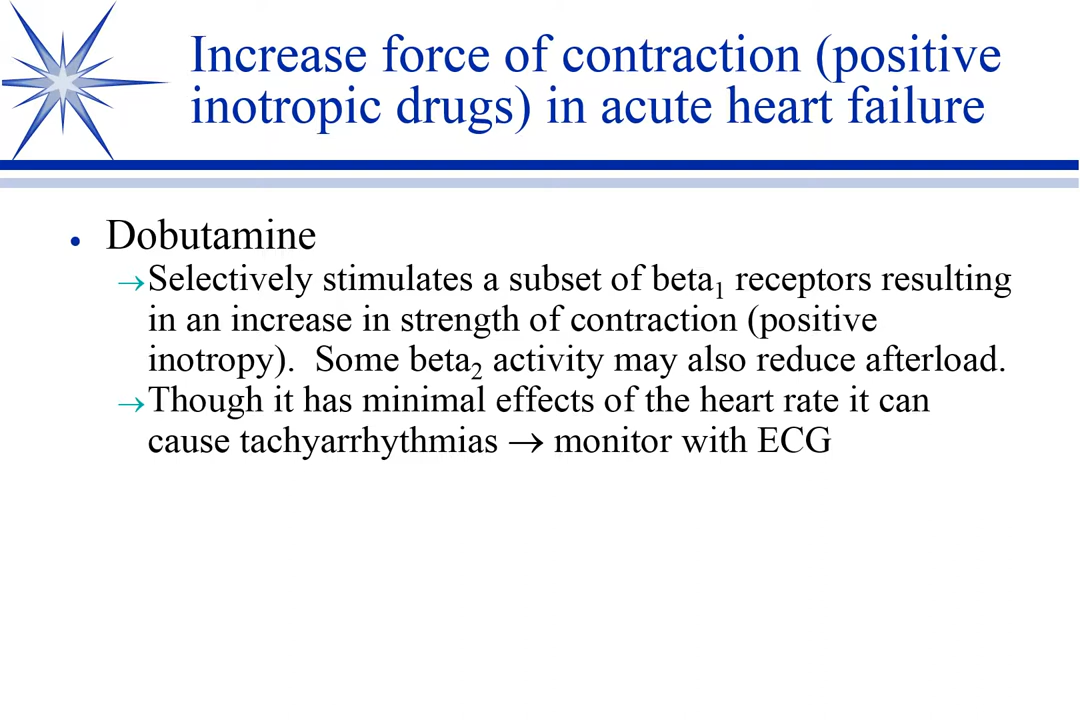 Increase force of contraction (positive
inotropic drugs) in acute heart failure
• Dobutamine
→Selectively stimulates a subset of beta₁ receptors resulting
in an increase in strength of contraction (positive
inotropy).  Some beta₂ activity may also reduce afterload.
→Though it has minimal effects of the heart rate it can
cause tachyarrhythmias → monitor with ECG